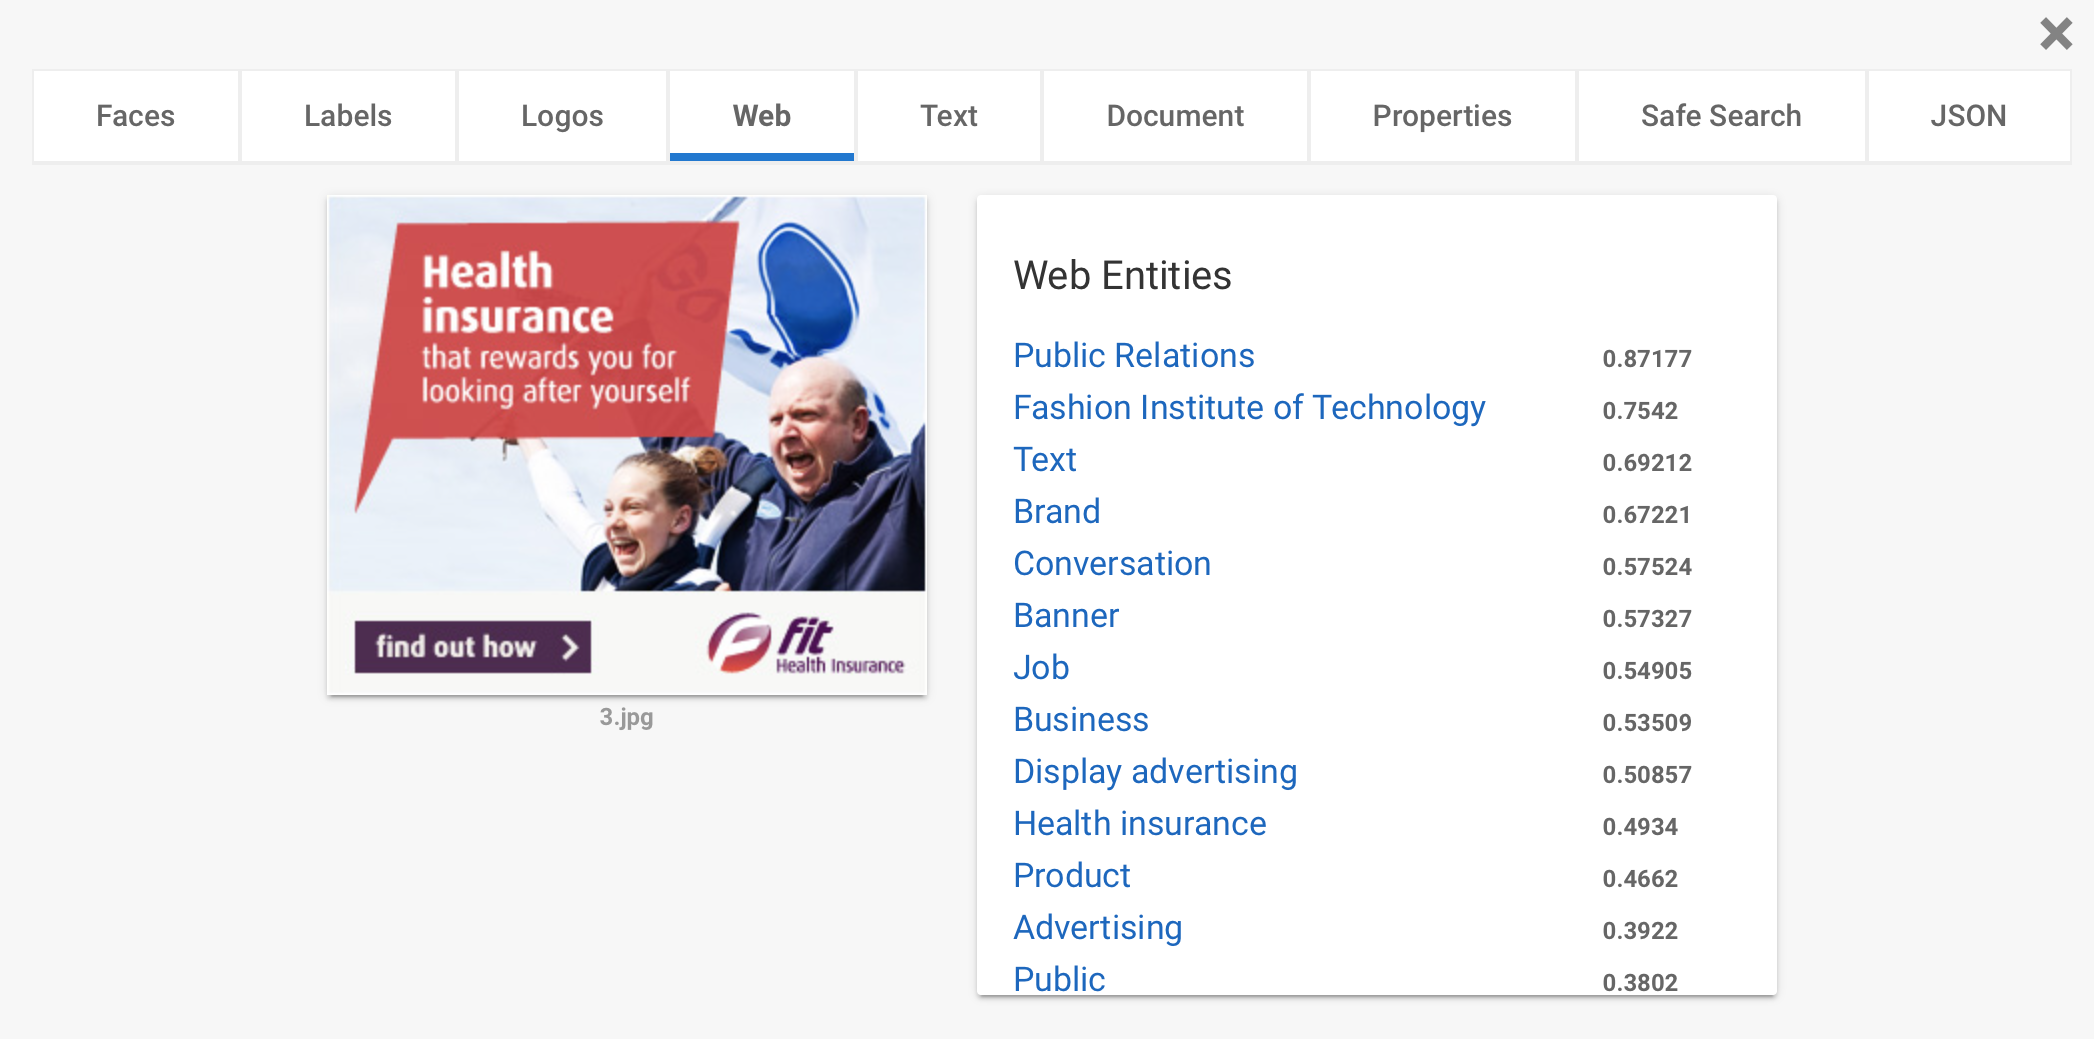 Faces
Labels
Logos
Web
Text
Document
Properties
Safe Search
JSON
Health
insurance
that rewards you for
looking after yourself
find out how
fit
Health Insurance
3.jpg
Web Entities
Public Relations 0.87177
Fashion Institute of Technology 0.7542
Text 0.69212
Brand 0.67221
Conversation 0.57524
Banner 0.57327
Job 0.54905
Business 0.53509
Display advertising 0.50857
Health insurance 0.4934
Product 0.4662
Advertising 0.3922
Public 0.3802